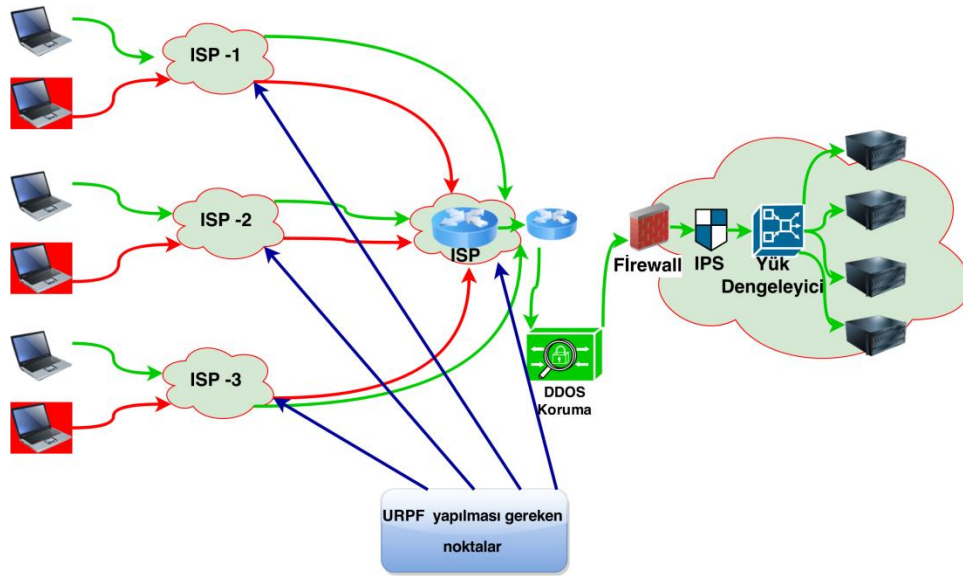 ISP -1
ISP -2
ISP
ISP -3
Firewall
IPS
Yük
Dengeleyici
DDOS
Koruma
URPF yapılması gereken
noktalar